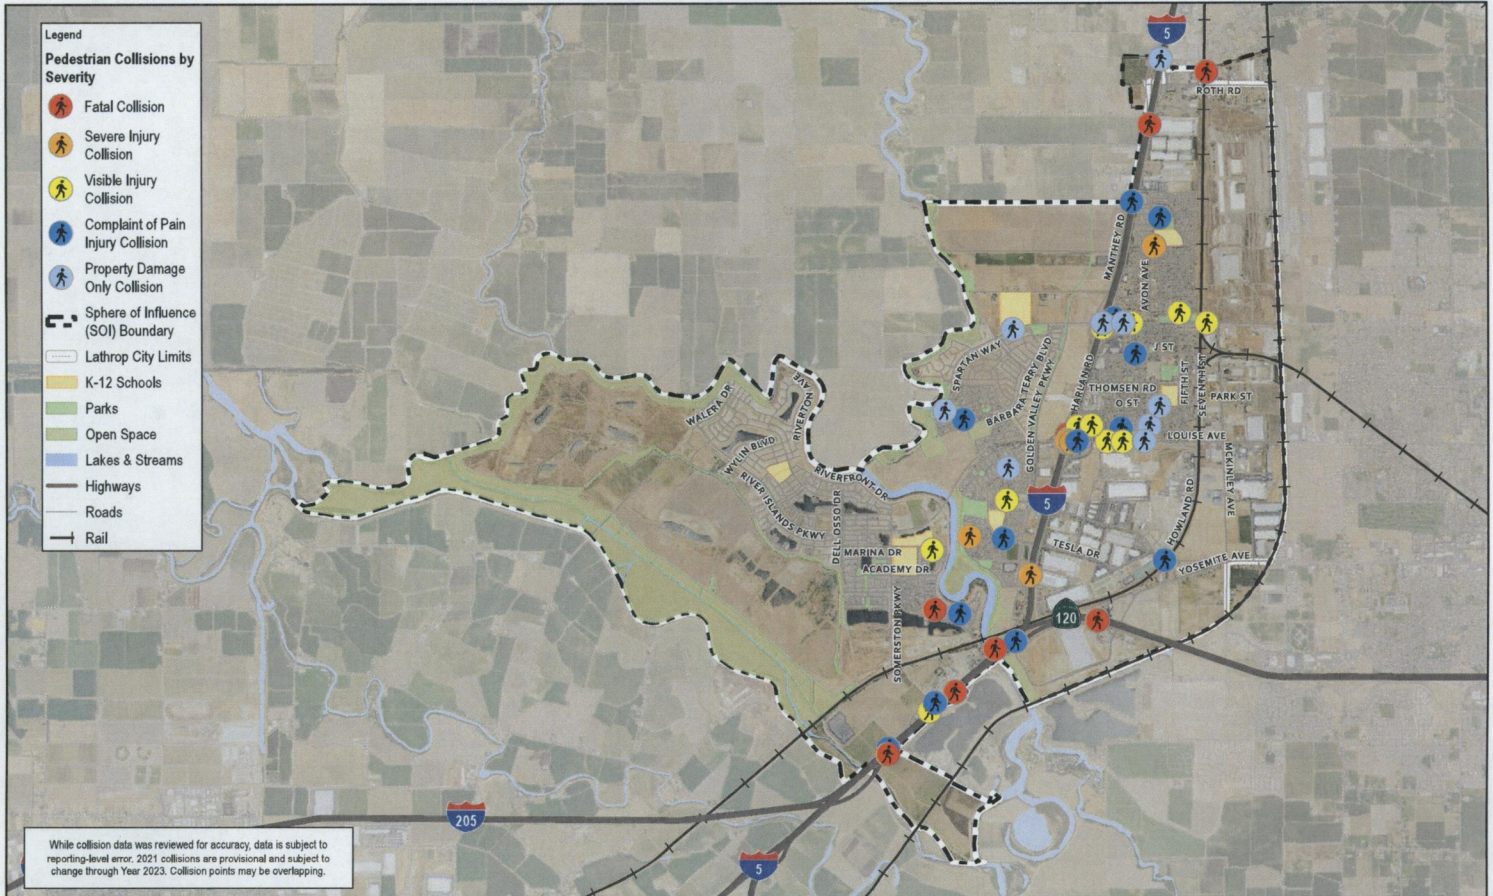 Legend
Pedestrian Collisions by
Severity
Fatal Collision
Severe Injury
Collision
Visible Injury
Collision
Complaint of Pain
Injury Collision
Property Damage
Only Collision
Sphere of Influence
(SOI) Boundary
Lathrop City Limits
K-12 Schools
Parks
Open Space
Lakes & Streams
Highways
Roads
Rail
5
ROTH RD
MANTHEY RD
AVON AVE
SPARTAN WAY
BARBARA TERRY BLVD
GOLDEN VALLEY PKWY
HARLAN RD
J ST
THOMSEN RD
O ST
FIFTH ST
SEVENTH ST
PARK ST
LOUISE AVE
MCKINLEY AVE
HOWLAND RD
WALERA DR
RIVERTON AVE
WYLIN BLVD
RIVERFRONT DR
RIVER ISLANDS PKWY
DELL OSSO DR
MARINA DR
ACADEMY DR
SOMERSTON PKWY
5
TESLA DR
YOSEMITE AVE
120
205
5
While collision data was reviewed for accuracy, data is subject to
reporting-level error. 2021 collisions are provisional and subject to
change through Year 2023. Collision points may be overlapping.